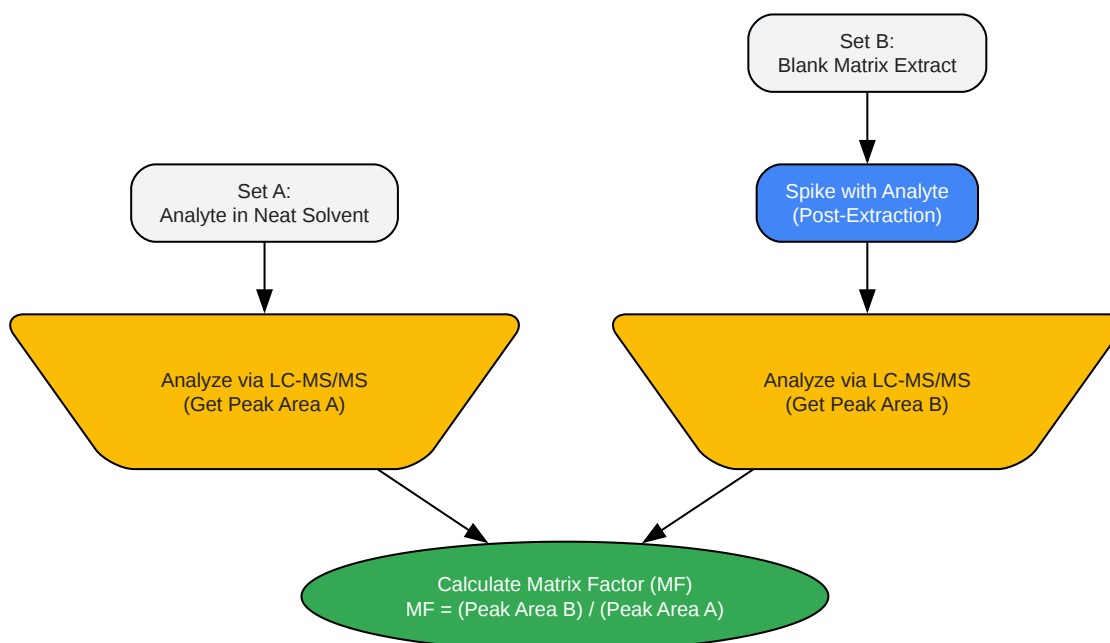 Set B:
Blank Matrix Extract
Set A:
Analyte in Neat Solvent
Spike with Analyte
(Post-Extraction)
Analyze via LC-MS/MS
(Get Peak Area A)
Analyze via LC-MS/MS
(Get Peak Area B)
Calculate Matrix Factor (MF)
MF = (Peak Area B) / (Peak Area A)